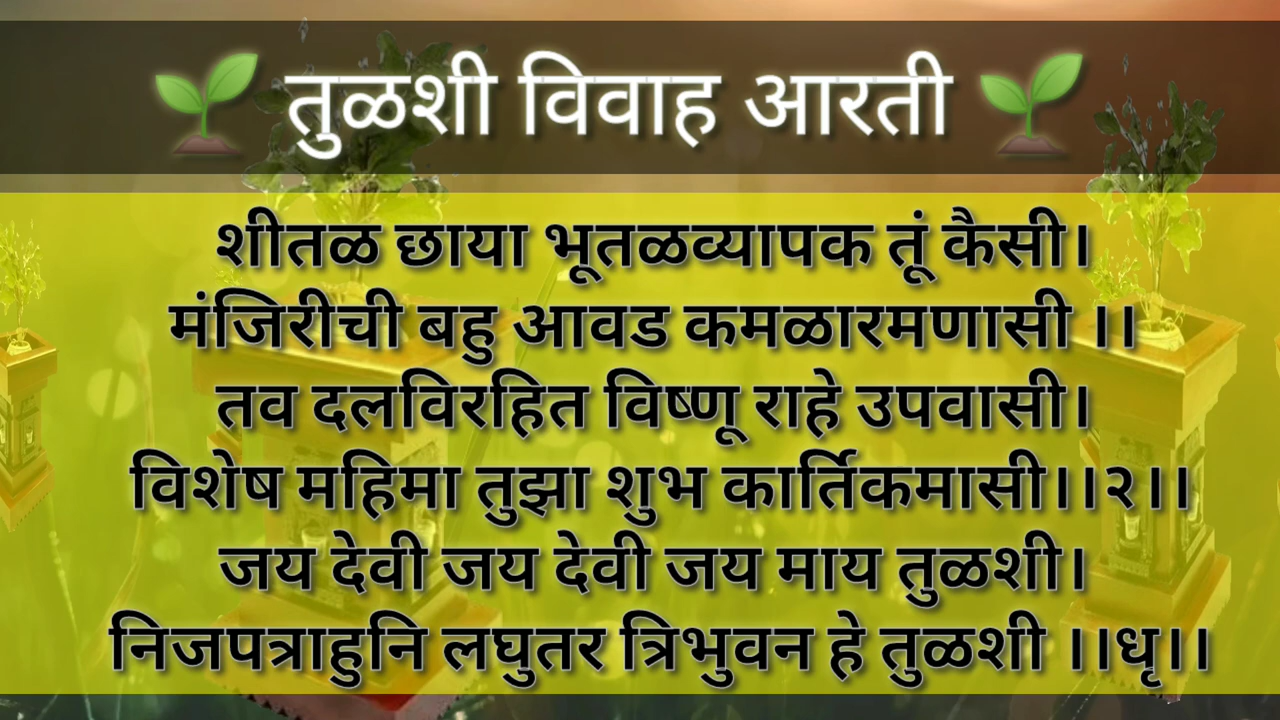 तुळशी विवाह आरती
शीतळ छाया भूतळव्यापक तूं कैसी।
मंजिरीची बहु आवड कमळारमणासी ।।
तव दलविरहित विष्णू राहे उपवासी।
विशेष महिमा तुझा शुभ कार्तिकमासी।।२।।
जय देवी जय देवी जय माय तुळशी।
निजपत्राहुनि लघुतर त्रिभुवन हे तुळशी ।।धृ।।